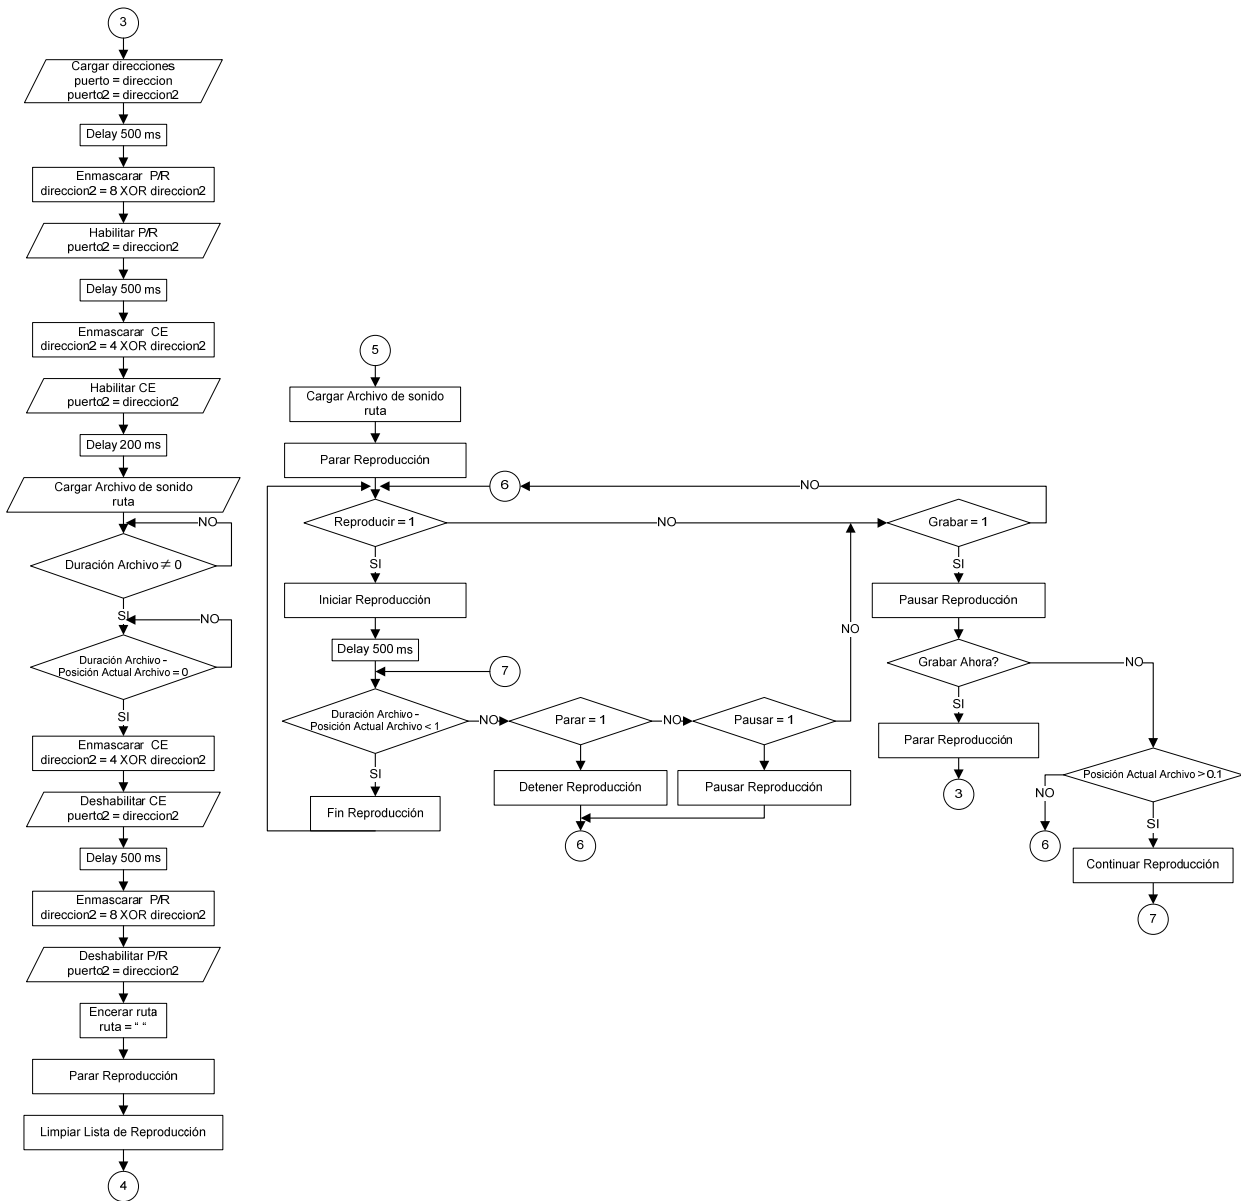 3
Cargar direcciones
puerto = direccion
puerto2 = direccion2
Delay 500 ms
Enmascarar P/R
direccion2 = 8 XOR direccion2
Habilitar P/R
puerto2 = direccion2
Delay 500 ms
Enmascarar CE
direccion2 = 4 XOR direccion2
Habilitar CE
puerto2 = direccion2
Delay 200 ms
Cargar Archivo de sonido
ruta
NO
Duración Archivo ≠ 0
SI
NO
Duración Archivo -
Posición Actual Archivo = 0
SI
Enmascarar CE
direccion2 = 4 XOR direccion2
Deshabilitar CE
puerto2 = direccion2
Delay 500 ms
Enmascarar P/R
direccion2 = 8 XOR direccion2
Deshabilitar P/R
puerto2 = direccion2
Encerar ruta
ruta = “ “
Parar Reproducción
Limpiar Lista de Reproducción
4
5
Cargar Archivo de sonido
ruta
Parar Reproducción
6
NO
Reproducir = 1
NO
Grabar = 1
SI
Iniciar Reproducción
Delay 500 ms
7
Duración Archivo -
Posición Actual Archivo < 1
NO
Parar = 1
NO
Pausar = 1
NO
SI
Fin Reproducción
Detener Reproducción
Pausar Reproducción
6
SI
Pausar Reproducción
Grabar Ahora?
NO
SI
Parar Reproducción
3
Posición Actual Archivo > 0.1
NO
6
SI
Continuar Reproducción
7